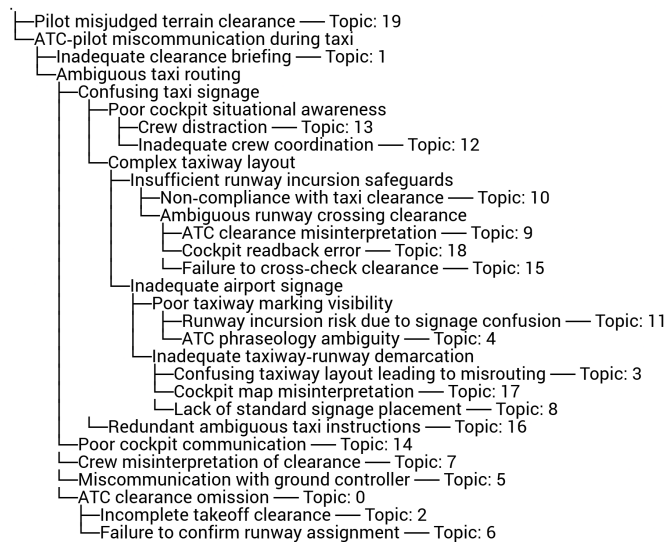 Pilot misjudged terrain clearance — Topic: 19
ATC-pilot miscommunication during taxi
Inadequate clearance briefing — Topic: 1
Ambiguous taxi routing
Confusing taxi signage
Poor cockpit situational awareness
Crew distraction — Topic: 13
Inadequate crew coordination — Topic: 12
Complex taxiway layout
Insufficient runway incursion safeguards
Non-compliance with taxi clearance — Topic: 10
Ambiguous runway crossing clearance
ATC clearance misinterpretation — Topic: 9
Cockpit readback error — Topic: 18
Failure to cross-check clearance — Topic: 15
Inadequate airport signage
Poor taxiway marking visibility
Runway incursion risk due to signage confusion — Topic: 11
ATC phraseology ambiguity — Topic: 4
Inadequate taxiway-runway demarcation
Confusing taxiway layout leading to misrouting — Topic: 3
Cockpit map misinterpretation — Topic: 17
Lack of standard signage placement — Topic: 8
Redundant ambiguous taxi instructions — Topic: 16
Poor cockpit communication — Topic: 14
Crew misinterpretation of clearance — Topic: 7
Miscommunication with ground controller — Topic: 5
ATC clearance omission — Topic: 0
Incomplete takeoff clearance — Topic: 2
Failure to confirm runway assignment — Topic: 6